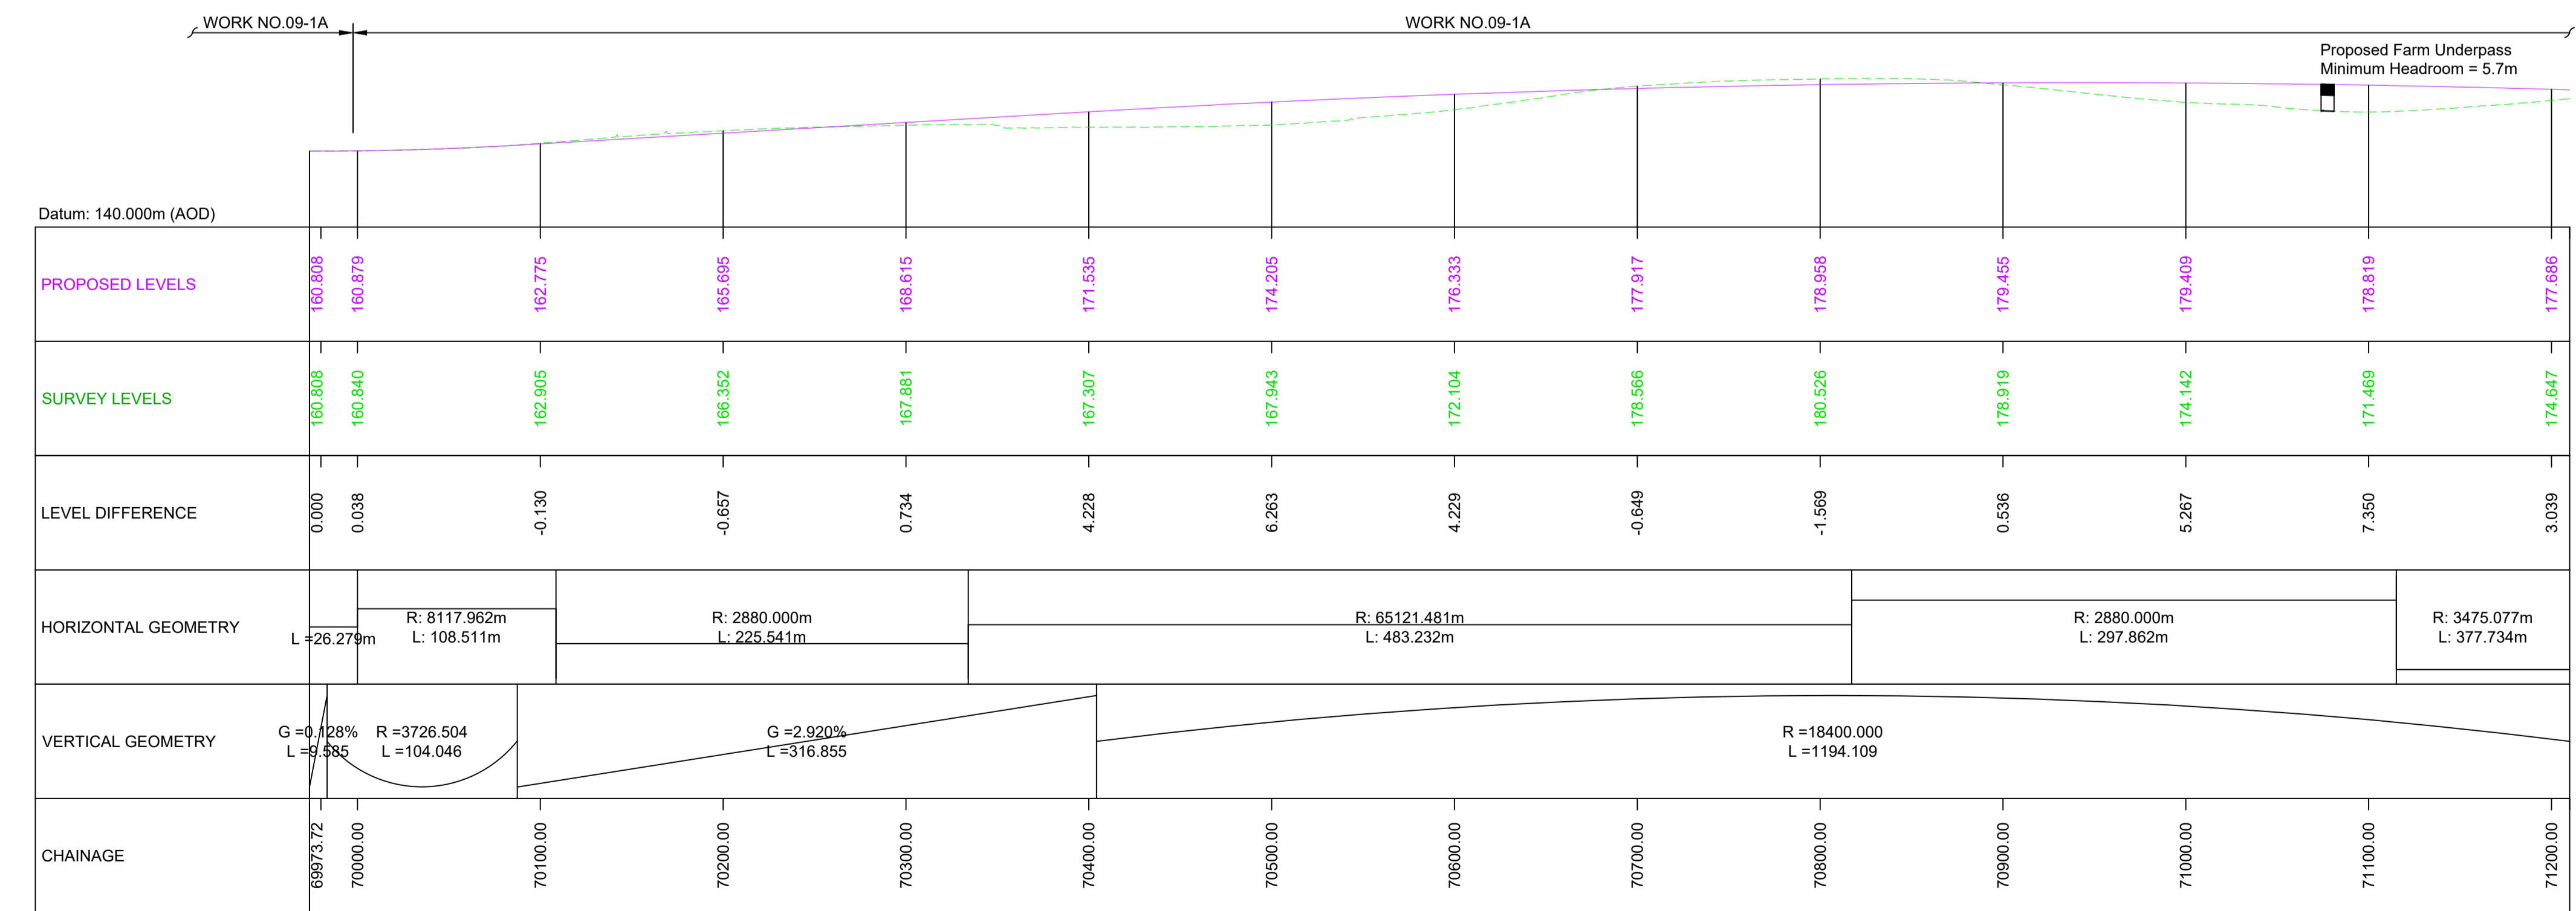 WORK NO.09-1A
WORK NO.09-1A
Proposed Farm Underpass
Minimum Headroom = 5.7m
Datum: 140.000m (AOD)
PROPOSED LEVELS
160.808
160.879
162.775
165.695
168.615
171.535
174.205
176.333
177.917
178.958
179.455
179.409
178.819
177.686
SURVEY LEVELS
160.808
160.840
162.905
166.352
167.881
167.307
167.943
172.104
178.566
180.526
178.919
174.142
171.469
174.647
LEVEL DIFFERENCE
0.000
0.038
-0.130
-0.657
0.734
4.228
6.263
4.229
-0.649
-1.569
0.536
5.267
7.350
3.039
HORIZONTAL GEOMETRY
L =26.279m
R: 8117.962m
L: 108.511m
R: 2880.000m
L: 225.541m
R: 65121.481m
L: 483.232m
R: 2880.000m
L: 297.862m
R: 3475.077m
L: 377.734m
VERTICAL GEOMETRY
G =0.128%
L =9.585
R =3726.504
L =104.046
G =2.920%
L =316.855
R =18400.000
L =1194.109
CHAINAGE
69973.72
70000.00
70100.00
70200.00
70300.00
70400.00
70500.00
70600.00
70700.00
70800.00
70900.00
71000.00
71100.00
71200.00